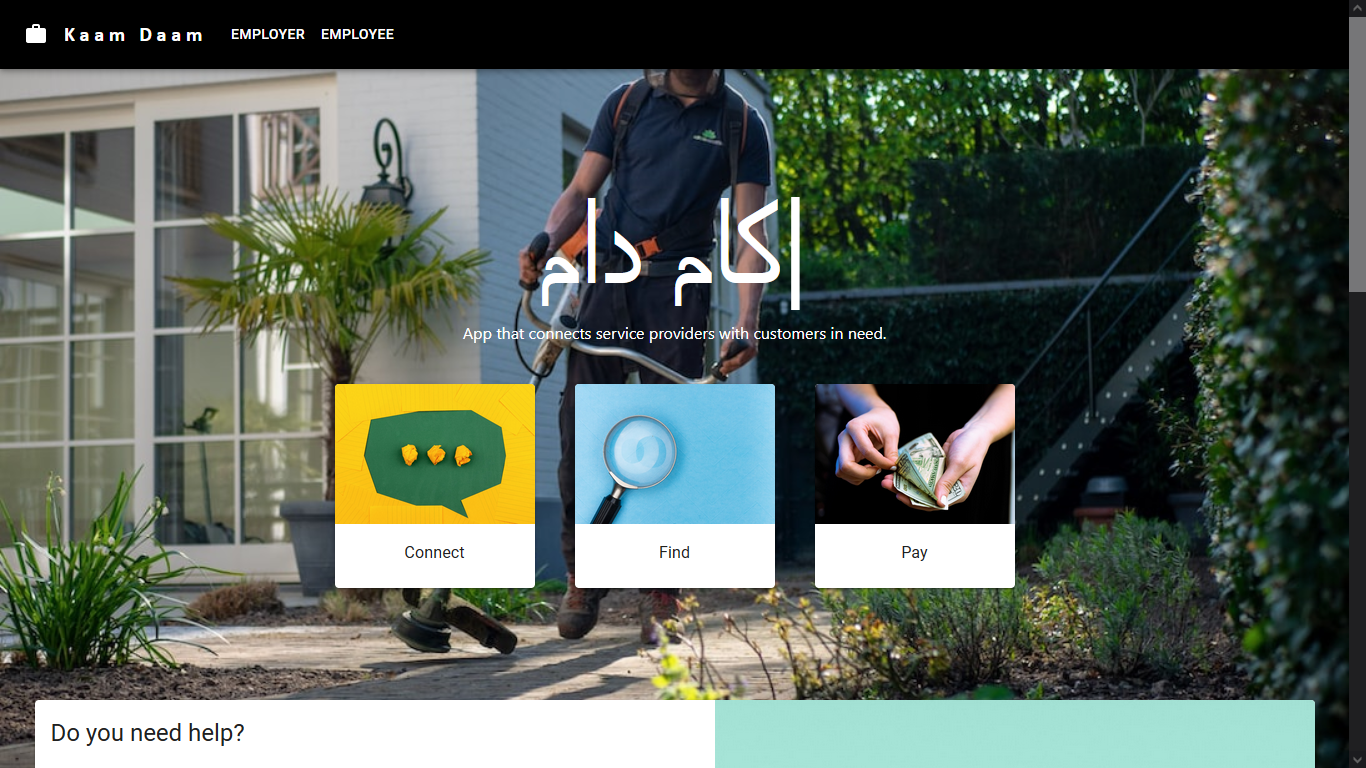 Kaam Daam
EMPLOYER
EMPLOYEE
كام دام
App that connects service providers with customers in need.
Connect
Find
Pay
Do you need help?